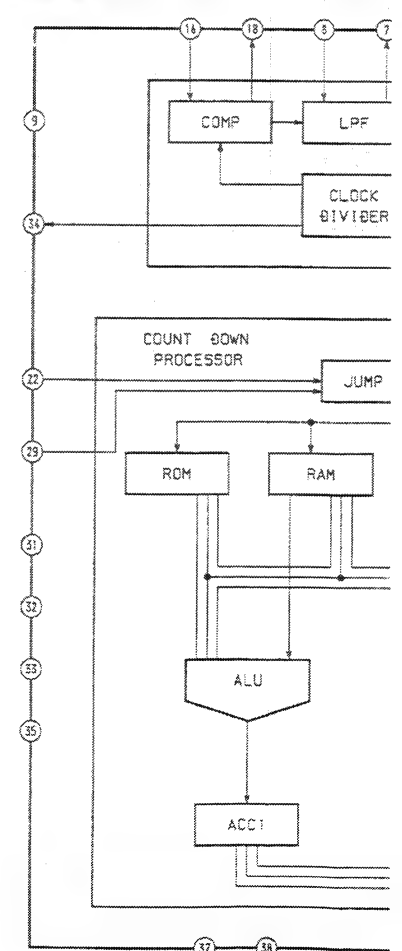 16 18 5 7
9
COMP LPF
CLOCK
DIVIDER
34
COUNT DOWN
PROCESSOR
22
JUMP
29
ROM RAM
31
32
33
ALU
35
ACC1
37 38